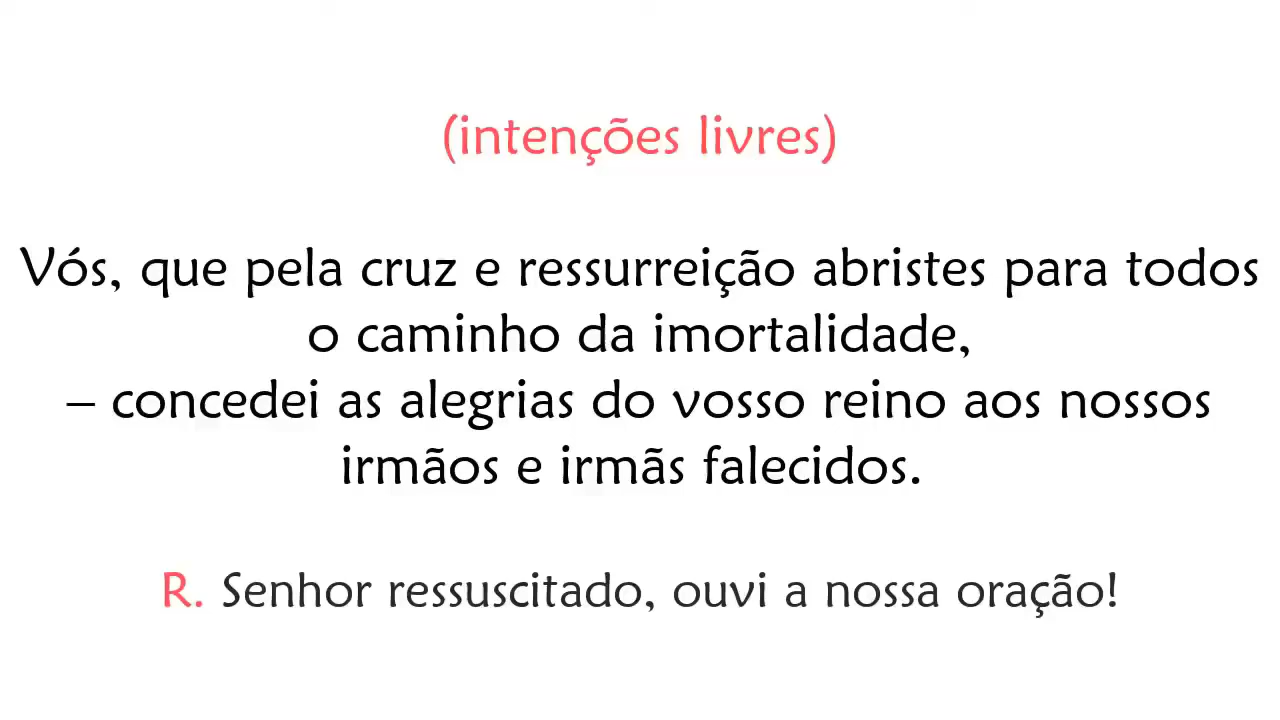 (intenções livres)
Vós, que pela cruz e ressurreição abristes para todos
o caminho da imortalidade,
– concedei as alegrias do vosso reino aos nossos
irmãos e irmãs falecidos.
R. Senhor ressuscitado, ouvi a nossa oração!